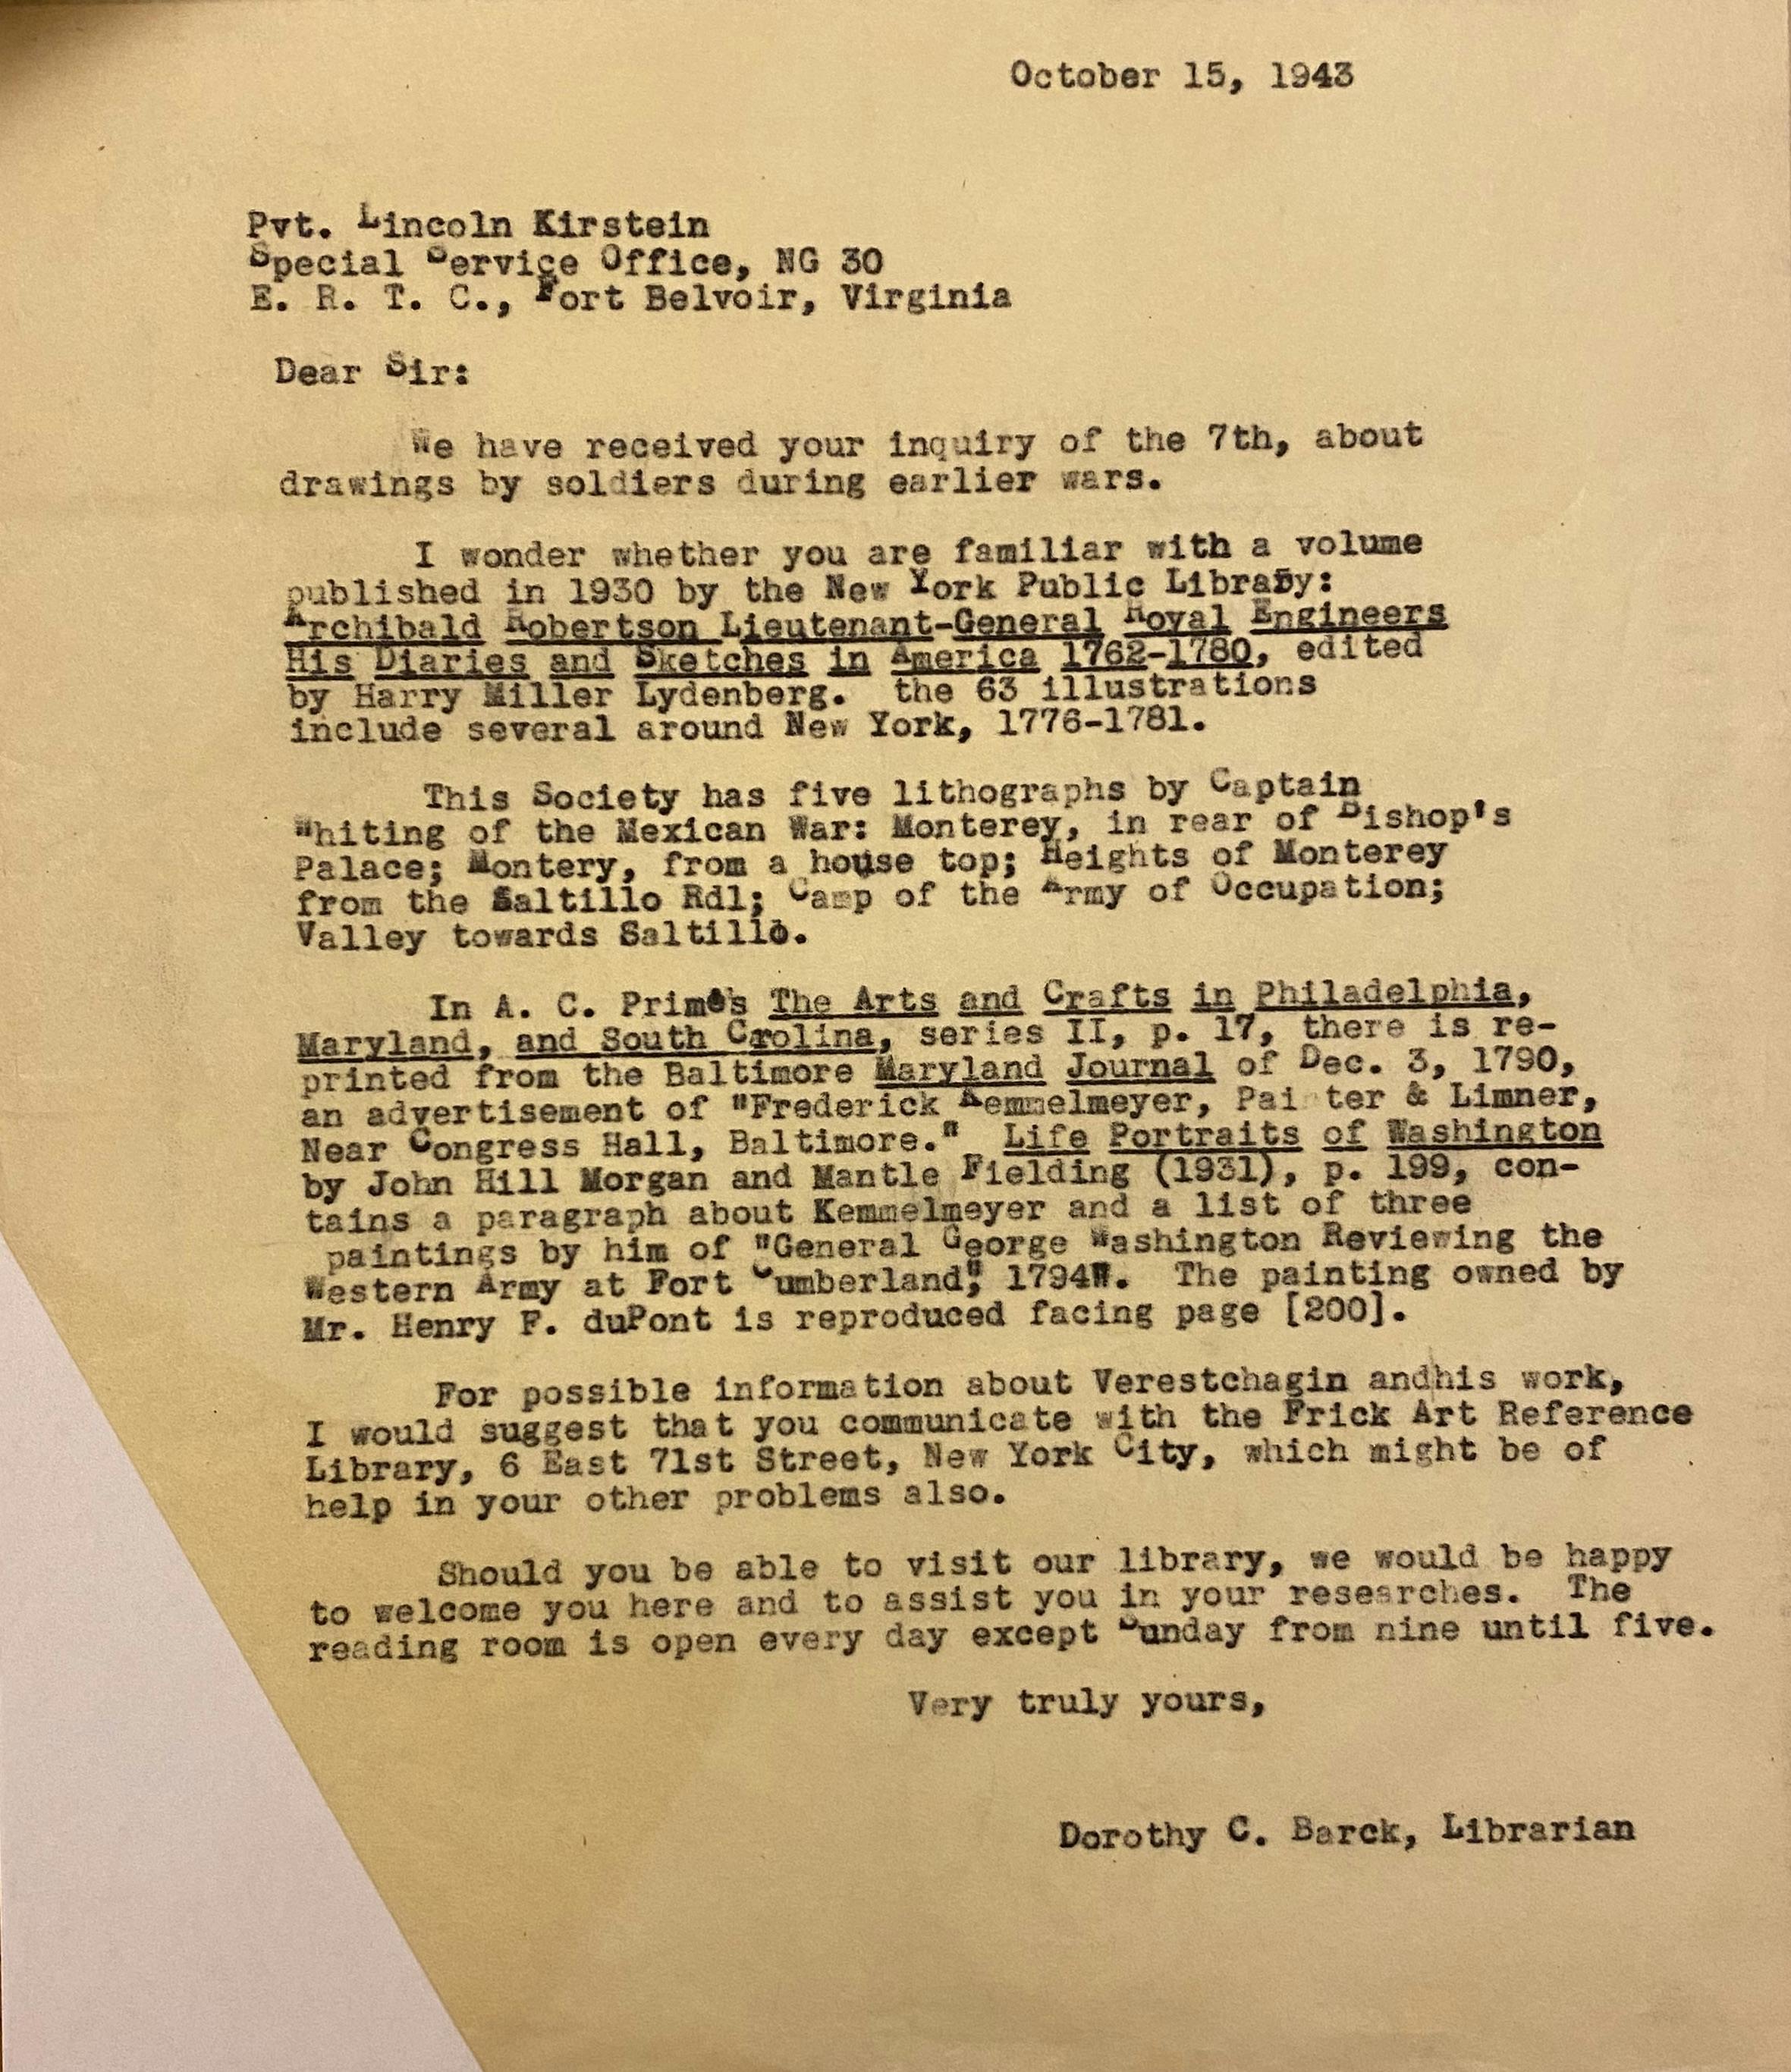 October 15, 1943
Pvt. Lincoln Kirstein
Special Service Office, NG 30
E. R. T. C., Fort Belvoir, Virginia
Dear Sir:
We have received your inquiry of the 7th, about
drawings by soldiers during earlier wars.
I wonder whether you are familiar with a volume
published in 1930 by the New York Public Library:
Archibald Robertson Lieutenant-General Royal Engineers
His Diaries and Sketches in America 1762-1780, edited
by Harry Miller Lydenberg. the 63 illustrations
include several around New York, 1776-1781.
This Society has five lithographs by Captain
Whiting of the Mexican War: Monterey, in rear of Bishop's
Palace; Montery, from a house top; Heights of Monterey
from the Saltillo Rdl; Camp of the Army of Occupation;
Valley towards Saltillo.
In A. C. Prime's The Arts and Crafts in Philadelphia,
Maryland, and South Crolina, series II, p. 17, there is re-
printed from the Baltimore Maryland Journal of Dec. 3, 1790,
an advertisement of "Frederick Kemmelmeyer, Pai ter & Limner,
Near Congress Hall, Baltimore." Life Portraits of Washington
by John Hill Morgan and Mantle Fielding (1931), p. 199, con-
tains a paragraph about Kemmelmeyer and a list of three
paintings by him of "General George Washington Reviewing the
Western Army at Fort Cumberland," 1794". The painting owned by
Mr. Henry F. duPont is reproduced facing page [200].
For possible information about Verestchagin andhis work,
I would suggest that you communicate with the Frick Art Reference
Library, 6 East 71st Street, New York City, which might be of
help in your other problems also.
Should you be able to visit our library, we would be happy
to welcome you here and to assist you in your researches. The
reading room is open every day except Sunday from nine until five.
Very truly yours,
Dorothy C. Barck, Librarian